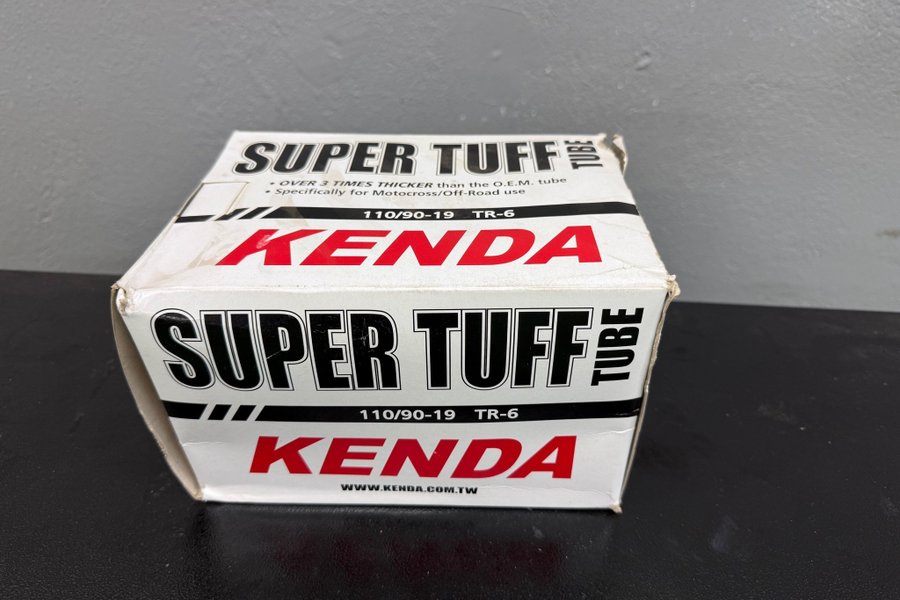 SUPER TUFF TUBE
• OVER 3 TIMES THICKER than the O.E.M. tube
• Specifically for Motocross/Off-Road use
110/90-19 TR-6
KENDA
SUPER TUFF TUBE
110/90-19 TR-6
KENDA
WWW.KENDA.COM.TW